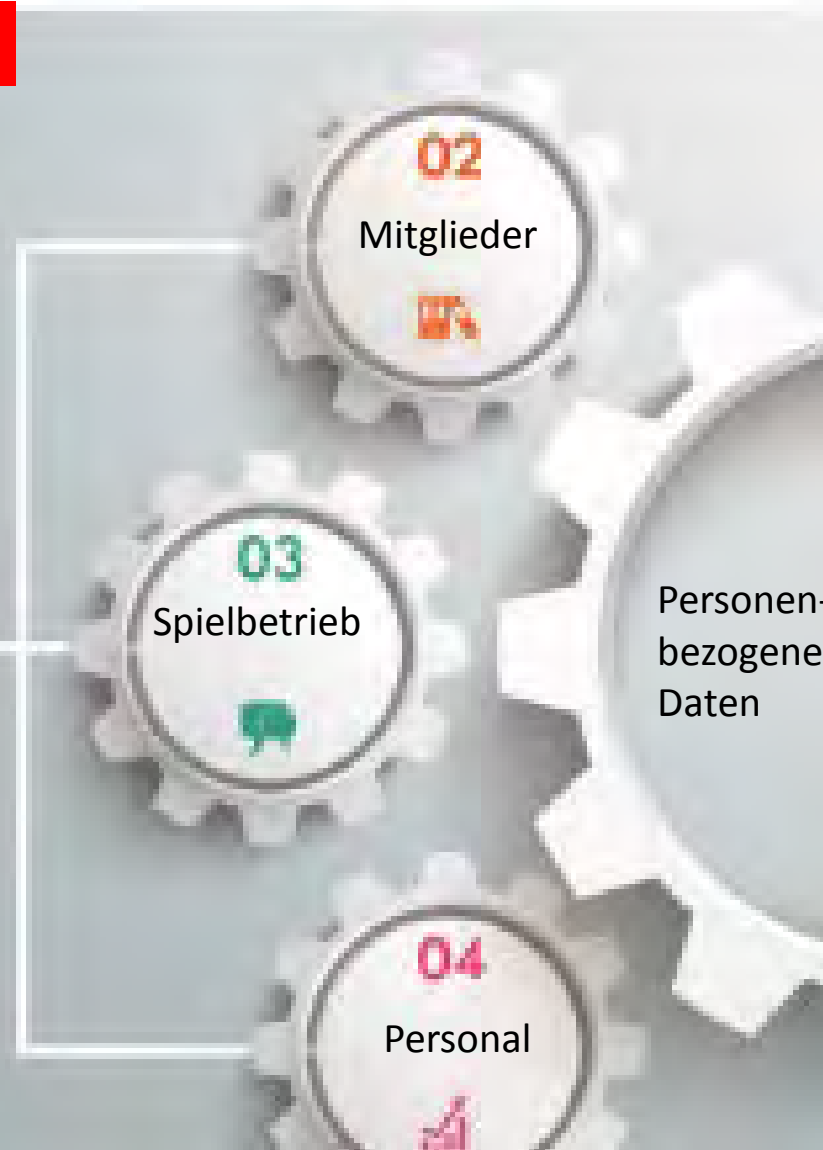 02
Mitglieder
03
Spielbetrieb
Personen-
bezogene
Daten
04
Personal